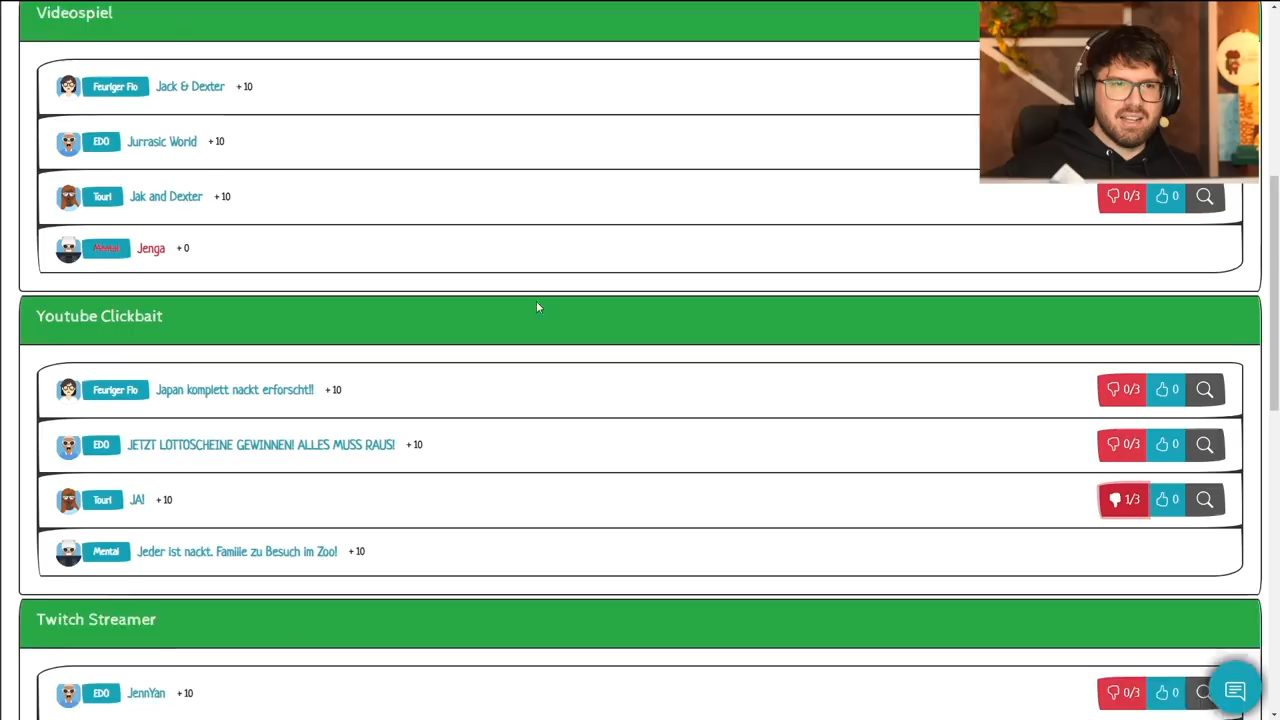 Videospiel
Feuriger Flo Jack & Dexter +10
EDO Jurrasic World +10
Touri Jak and Dexter +10 0/3 0
Mental Jenga +0
Youtube Clickbait
Feuriger Flo Japan komplett nackt erforscht!! +10 0/3 0
EDO JETZT LOTTOSCHEINE GEWINNEN! ALLES MUSS RAUS! +10 0/3 0
Touri JA! +10 1/3 0
Mental Jeder ist nackt. Familie zu Besuch im Zoo! +10
Twitch Streamer
EDO JennYan +10 0/3 0